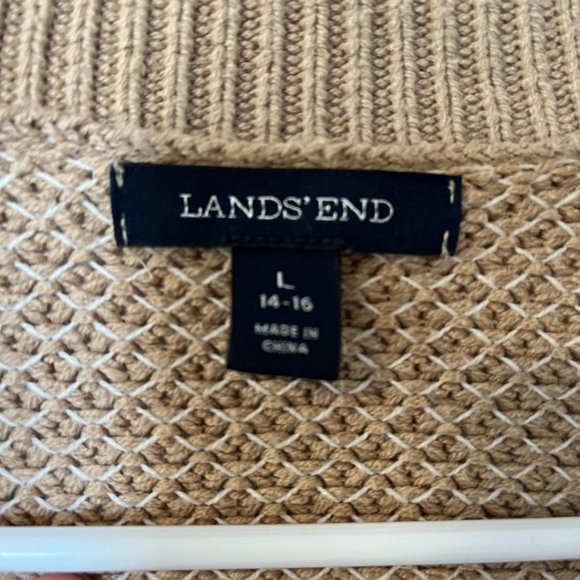 LANDS' END
L
14-16
MADE IN
CHINA